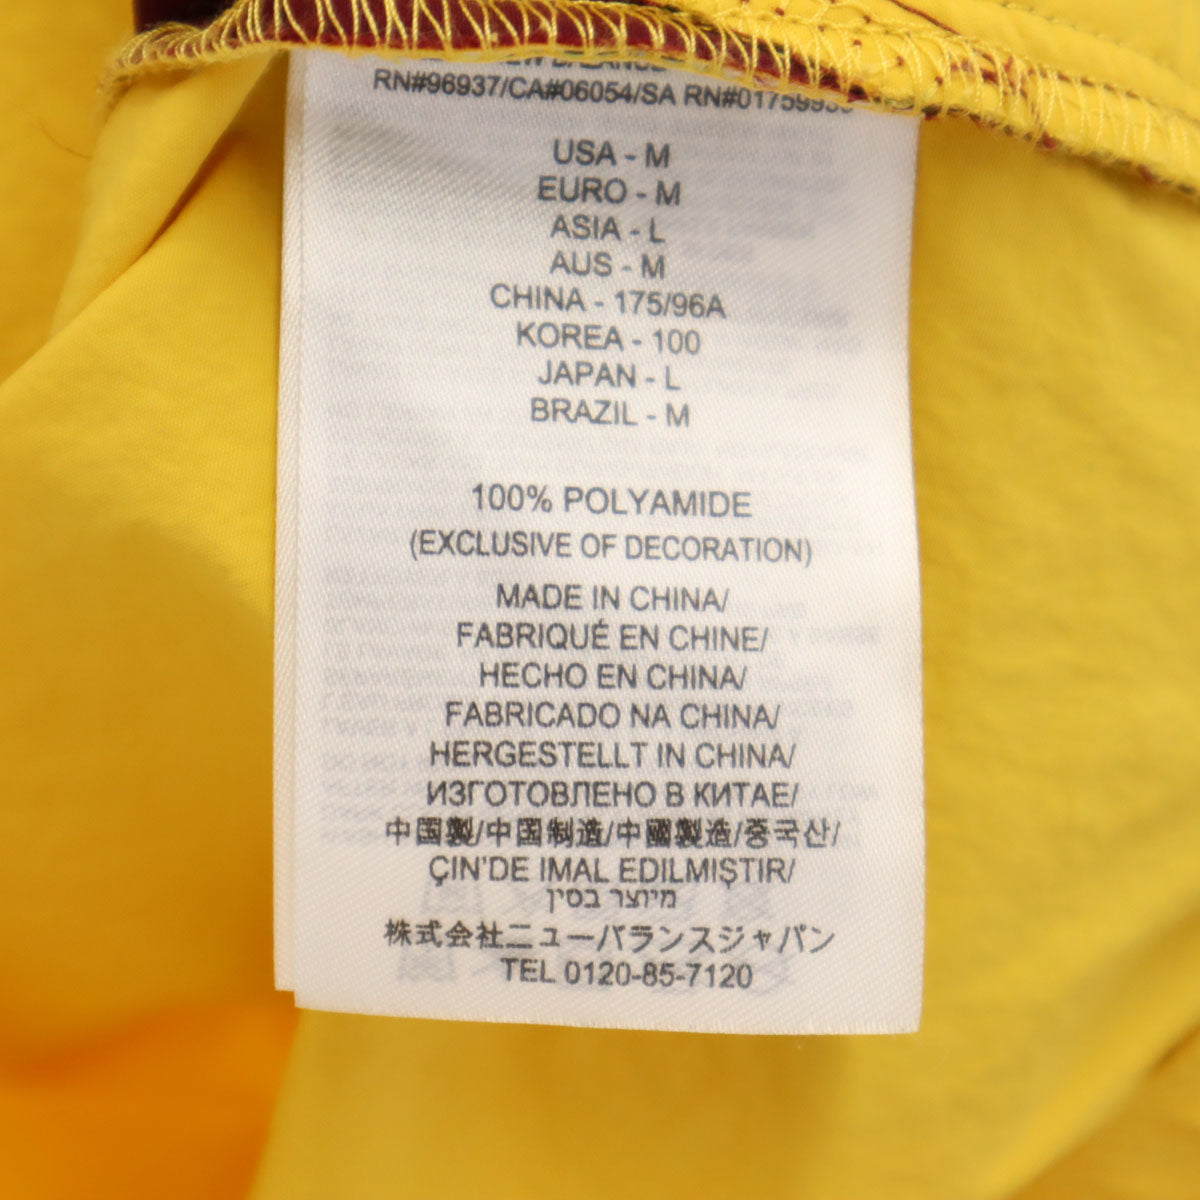 BALANCE
RN#96937/CA#06054/SA RN#01759930
USA - M
EURO - M
ASIA - L
AUS - M
CHINA - 175/96A
KOREA - 100
JAPAN - L
BRAZIL - M
100% POLYAMIDE
(EXCLUSIVE OF DECORATION)
MADE IN CHINA/
FABRIQUÉ EN CHINE/
HECHO EN CHINA/
FABRICADO NA CHINA/
HERGESTELLT IN CHINA/
ИЗГОТОВЛЕНО В КИТАЕ/
中国製/中国制造/中國製造/중국산/
ÇIN'DE IMAL EDILMIŞTIR/
מיוצר בסין
株式会社ニューバランスジャパン
TEL 0120-85-7120